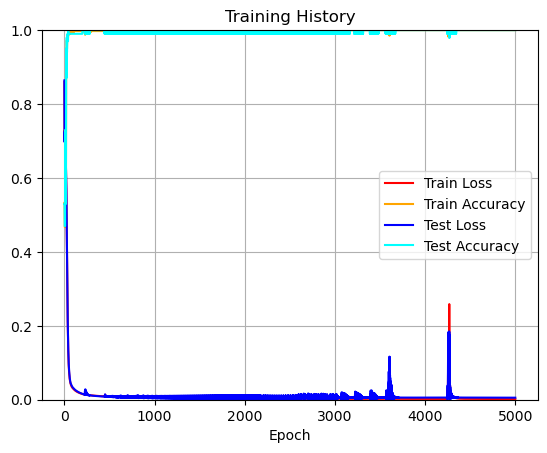 Training History
1.0
0.8
0.6
0.4
0.2
0.0
Train Loss
Train Accuracy
Test Loss
Test Accuracy
0 1000 2000 3000 4000 5000
Epoch